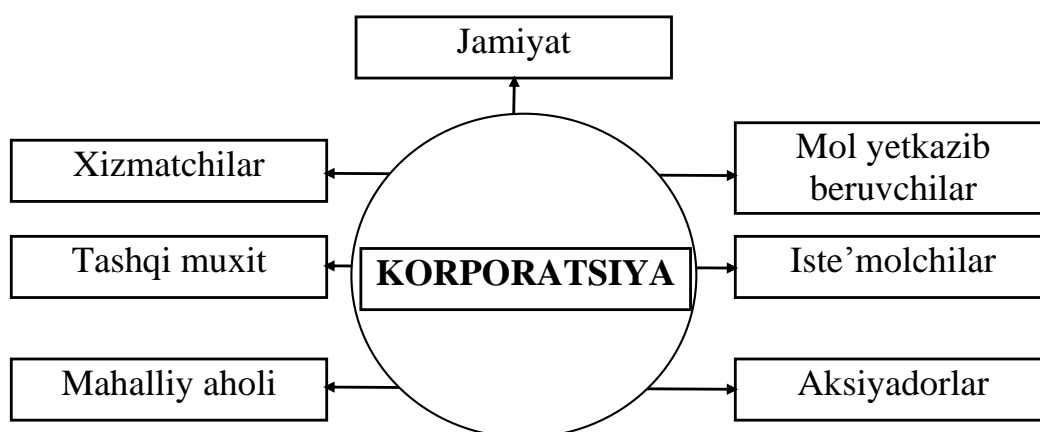 Jamiyat
Xizmatchilar
Mol yetkazib
beruvchilar
Tashqi muxit
KORPORATSIYA
Iste’molchilar
Mahalliy aholi
Aksiyadorlar